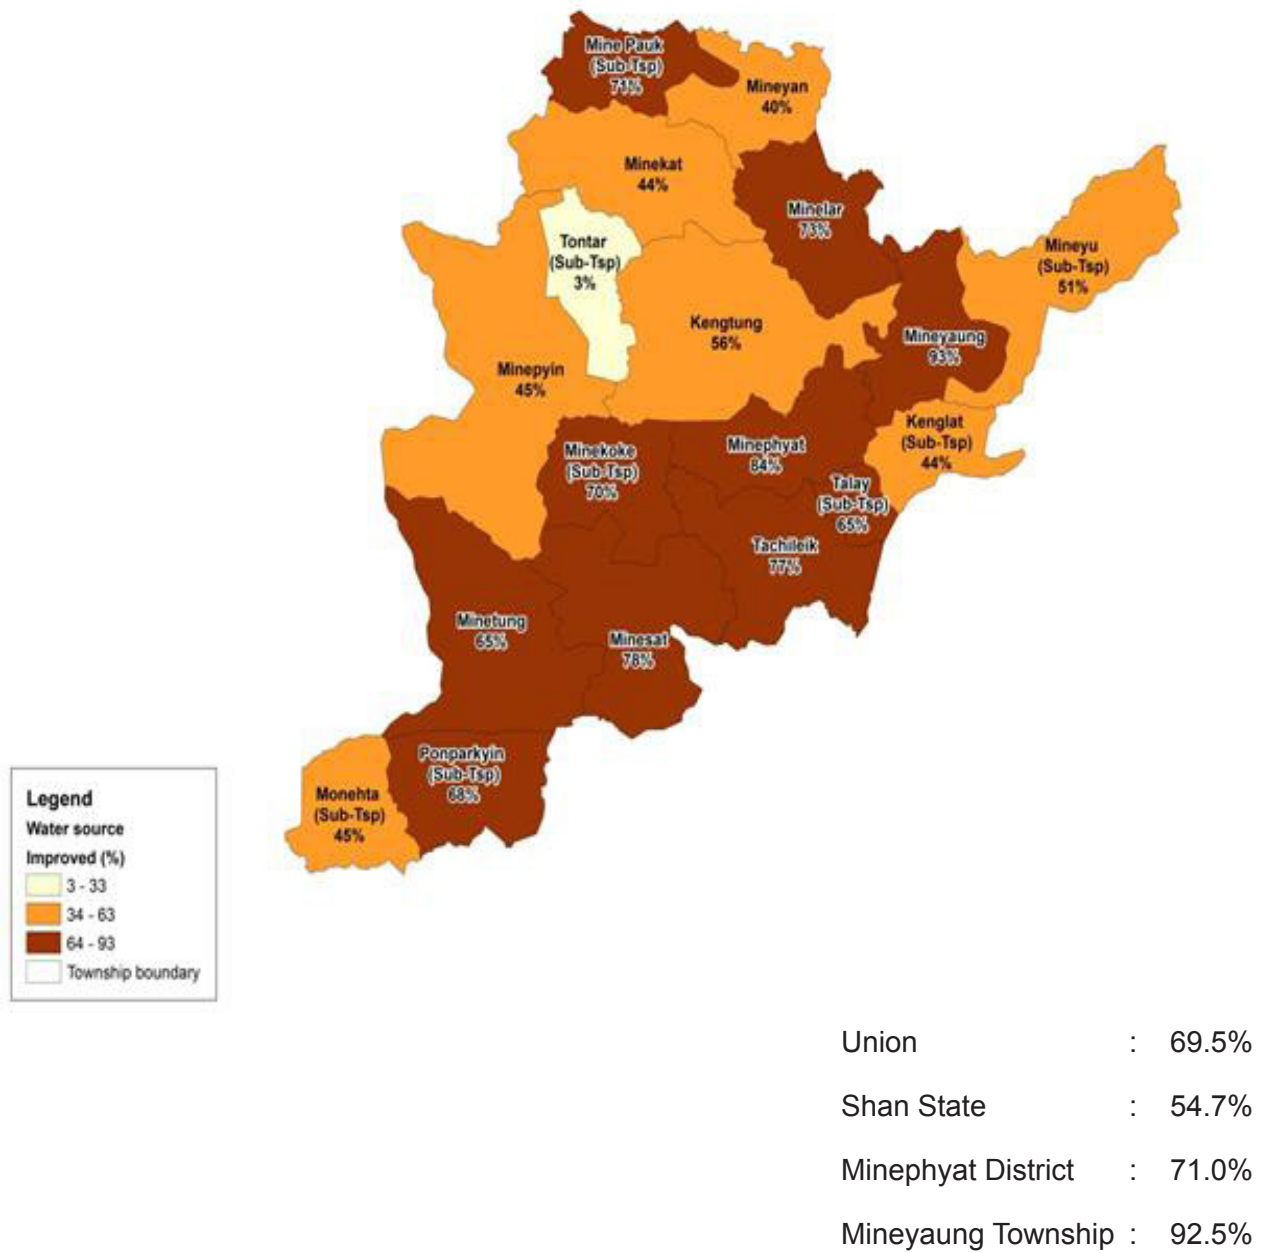 Mine Pauk
(Sub-Tsp)
71%
Mineyan
40%
Minekat
44%
Minelar
73%
Tontar
(Sub-Tsp)
3%
Mineyu
(Sub-Tsp)
51%
Kengtung
56%
Mineyaung
93%
Minepyin
45%
Kenglat
(Sub-Tsp)
44%
Minekoke
(Sub-Tsp)
70%
Minephyat
84%
Talay
(Sub-Tsp)
65%
Tachileik
77%
Minetung
65%
Minesat
78%
Ponparkyin
(Sub-Tsp)
68%
Monehta
(Sub-Tsp)
45%
Legend
Water source
Improved (%)
3 - 33
34 - 63
64 - 93
Township boundary
Union : 69.5%
Shan State : 54.7%
Minephyat District : 71.0%
Mineyaung Township : 92.5%